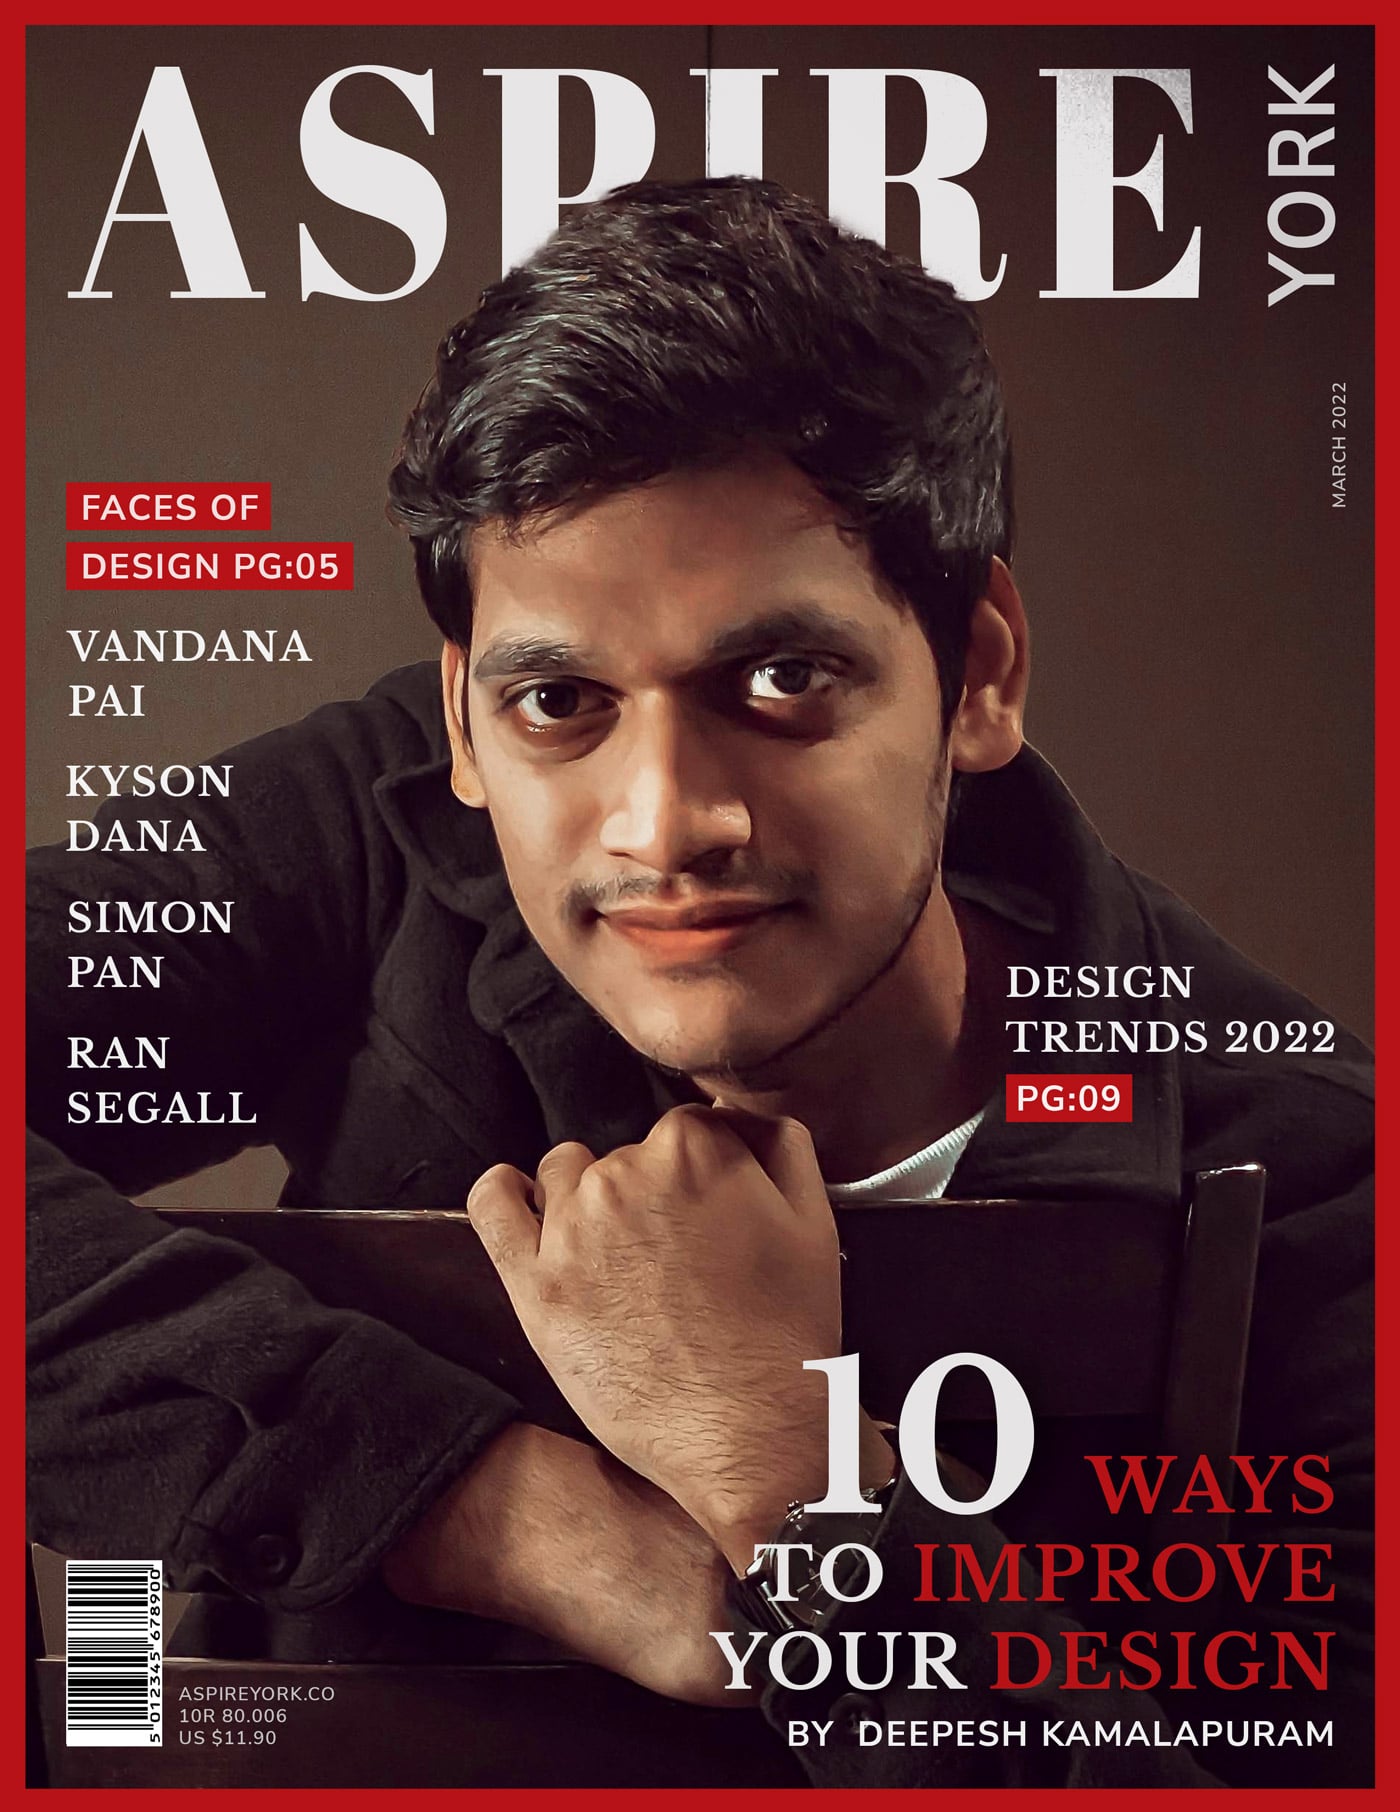 ASPIRE
YORK
MARCH 2022
FACES OF
DESIGN PG:05
VANDANA
PAI
KYSON
DANA
SIMON
PAN
RAN
SEGALL
DESIGN
TRENDS 2022
PG:09
10 WAYS
TO IMPROVE
YOUR DESIGN
BY DEEPESH KAMALAPURAM
5 012345 678900
ASPIREYORK.CO
10R 80.006
US $11.90